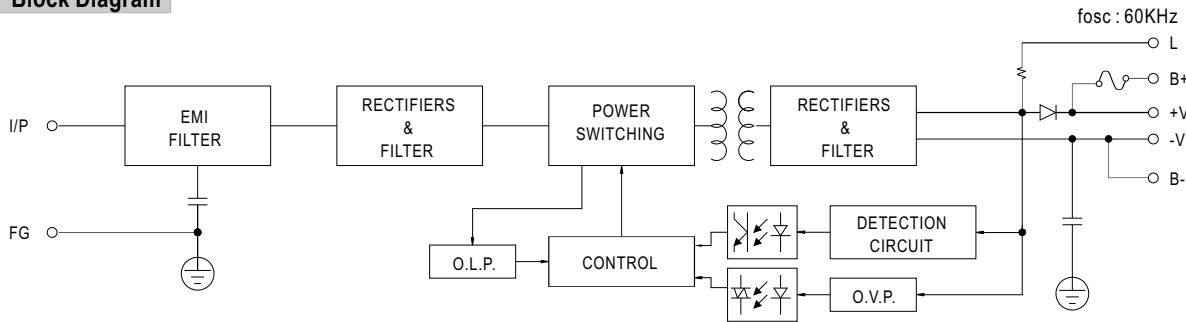 Block Diagram
fosc : 60KHz
L
B+
I/P
EMI
FILTER
RECTIFIERS
&
FILTER
POWER
SWITCHING
RECTIFIERS
&
FILTER
+V
-V
B-
FG
O.L.P.
CONTROL
DETECTION
CIRCUIT
O.V.P.